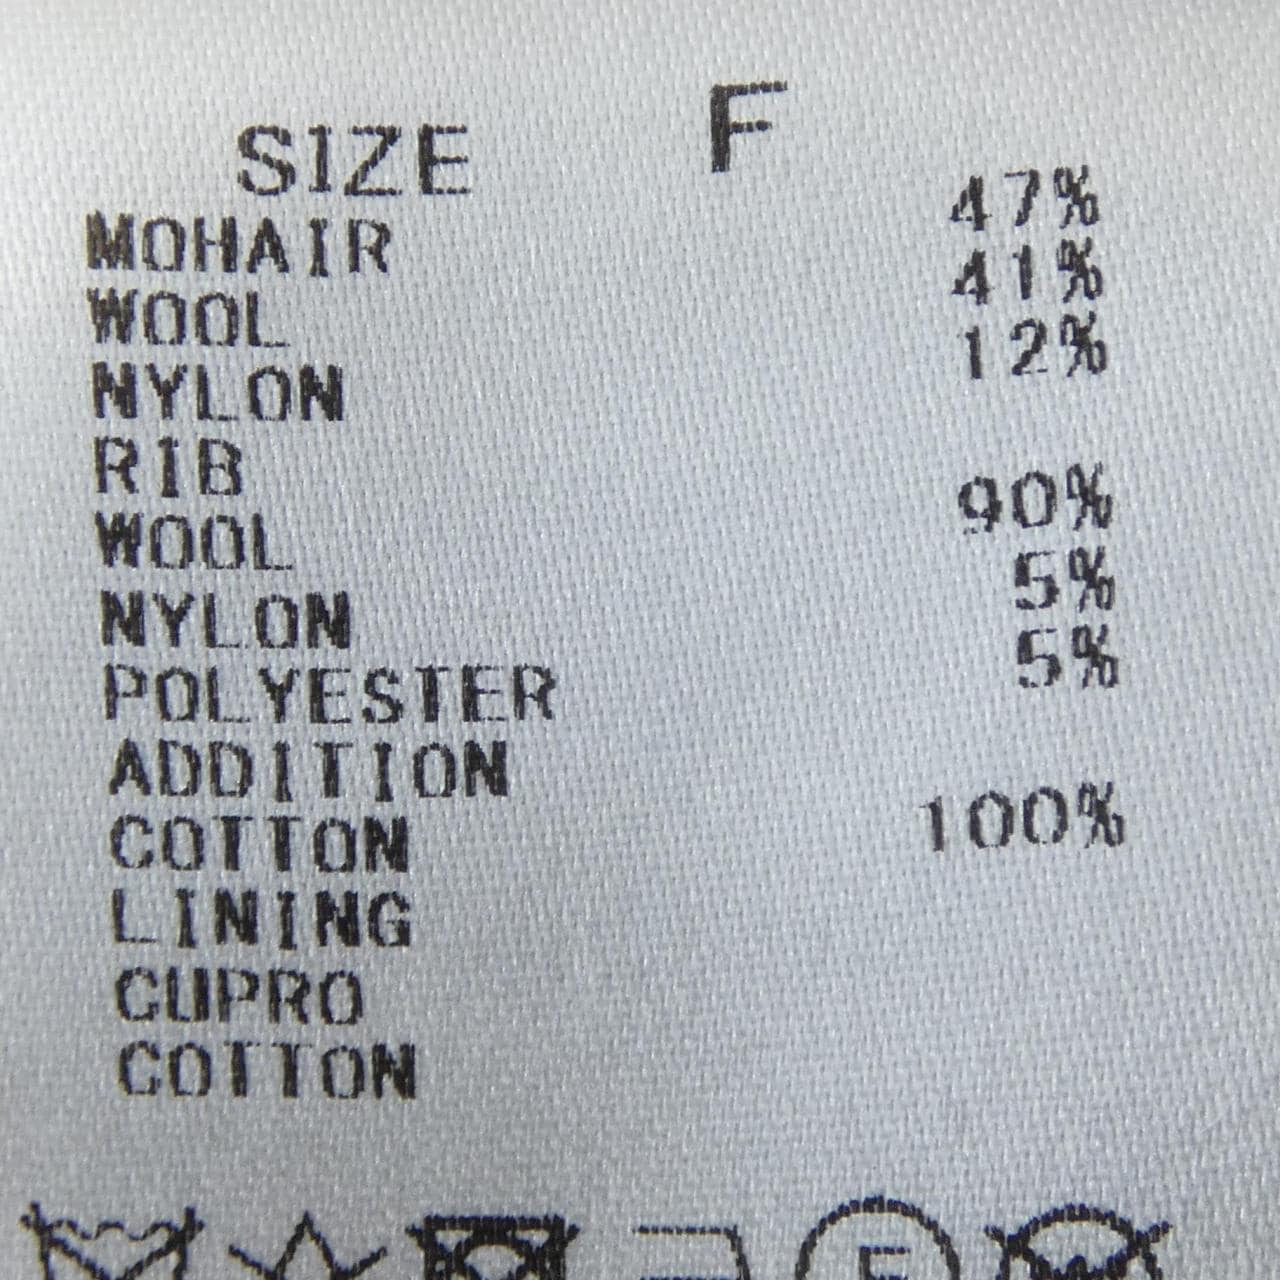 SIZE F
MOHAIR 47%
WOOL 41%
NYLON 12%
RIB
WOOL 90%
NYLON 5%
POLYESTER 5%
ADDITION
COTTON 100%
LINING
CUPRO
COTTON
F